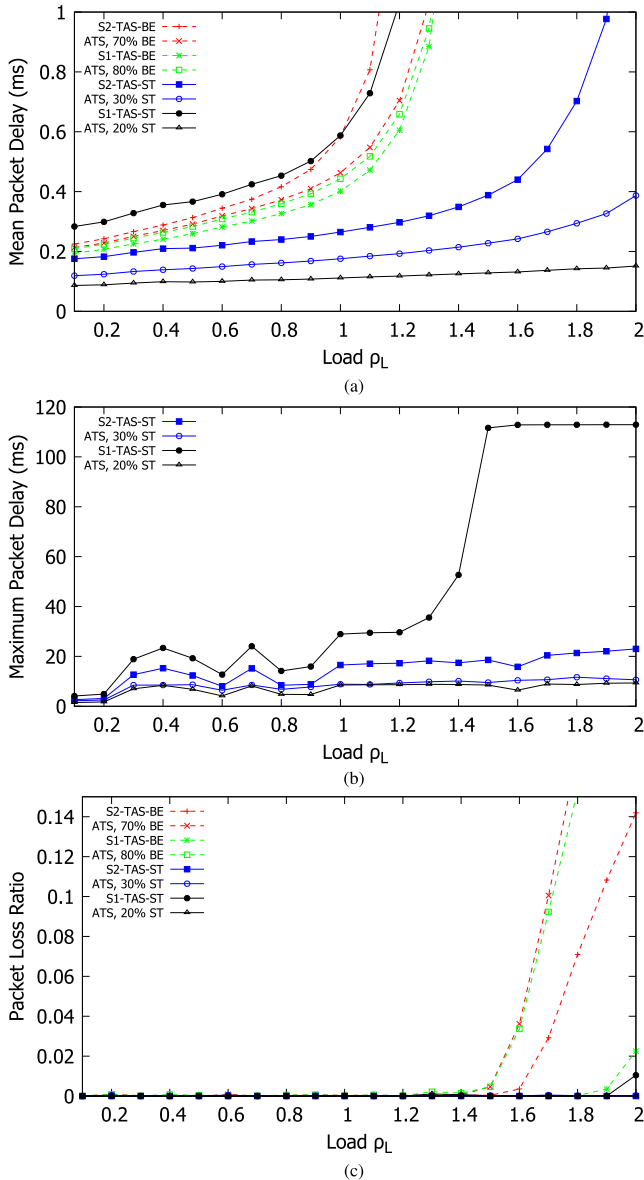 1
0.8
0.6
0.4
0.2
0
Mean Packet Delay (ms)
S2-TAS-BE
ATS, 70% BE
S1-TAS-BE
ATS, 80% BE
S2-TAS-ST
ATS, 30% ST
S1-TAS-ST
ATS, 20% ST
0.2 0.4 0.6 0.8 1 1.2 1.4 1.6 1.8 2
Load ρL
(a)
120
100
80
60
40
20
0
Maximum Packet Delay (ms)
S2-TAS-ST
ATS, 30% ST
S1-TAS-ST
ATS, 20% ST
0.2 0.4 0.6 0.8 1 1.2 1.4 1.6 1.8 2
Load ρL
(b)
0.14
0.12
0.1
0.08
0.06
0.04
0.02
0
Packet Loss Ratio
S2-TAS-BE
ATS, 70% BE
S1-TAS-BE
ATS, 80% BE
S2-TAS-ST
ATS, 30% ST
S1-TAS-ST
ATS, 20% ST
0.2 0.4 0.6 0.8 1 1.2 1.4 1.6 1.8 2
Load ρL
(c)